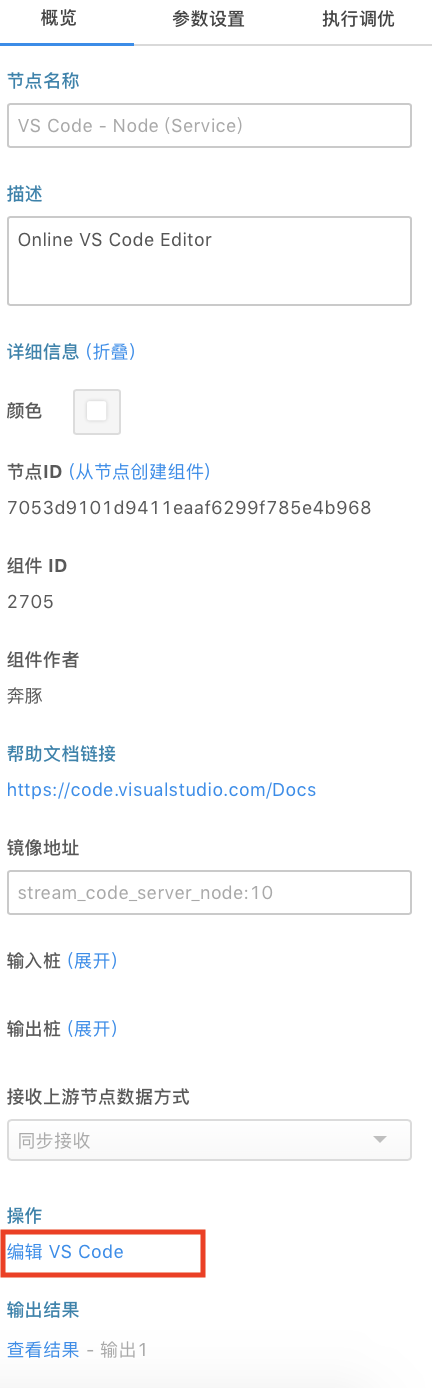 概览 参数设置 执行调优
节点名称
VS Code - Node (Service)
描述
Online VS Code Editor
详细信息 (折叠)
颜色
节点ID (从节点创建组件)
7053d9101d9411eaaf6299f785e4b968
组件 ID
2705
组件作者
奔豚
帮助文档链接
https://code.visualstudio.com/Docs
镜像地址
stream_code_server_node:10
输入桩 (展开)
输出桩 (展开)
接收上游节点数据方式
同步接收
操作
编辑 VS Code
输出结果
查看结果 - 输出1